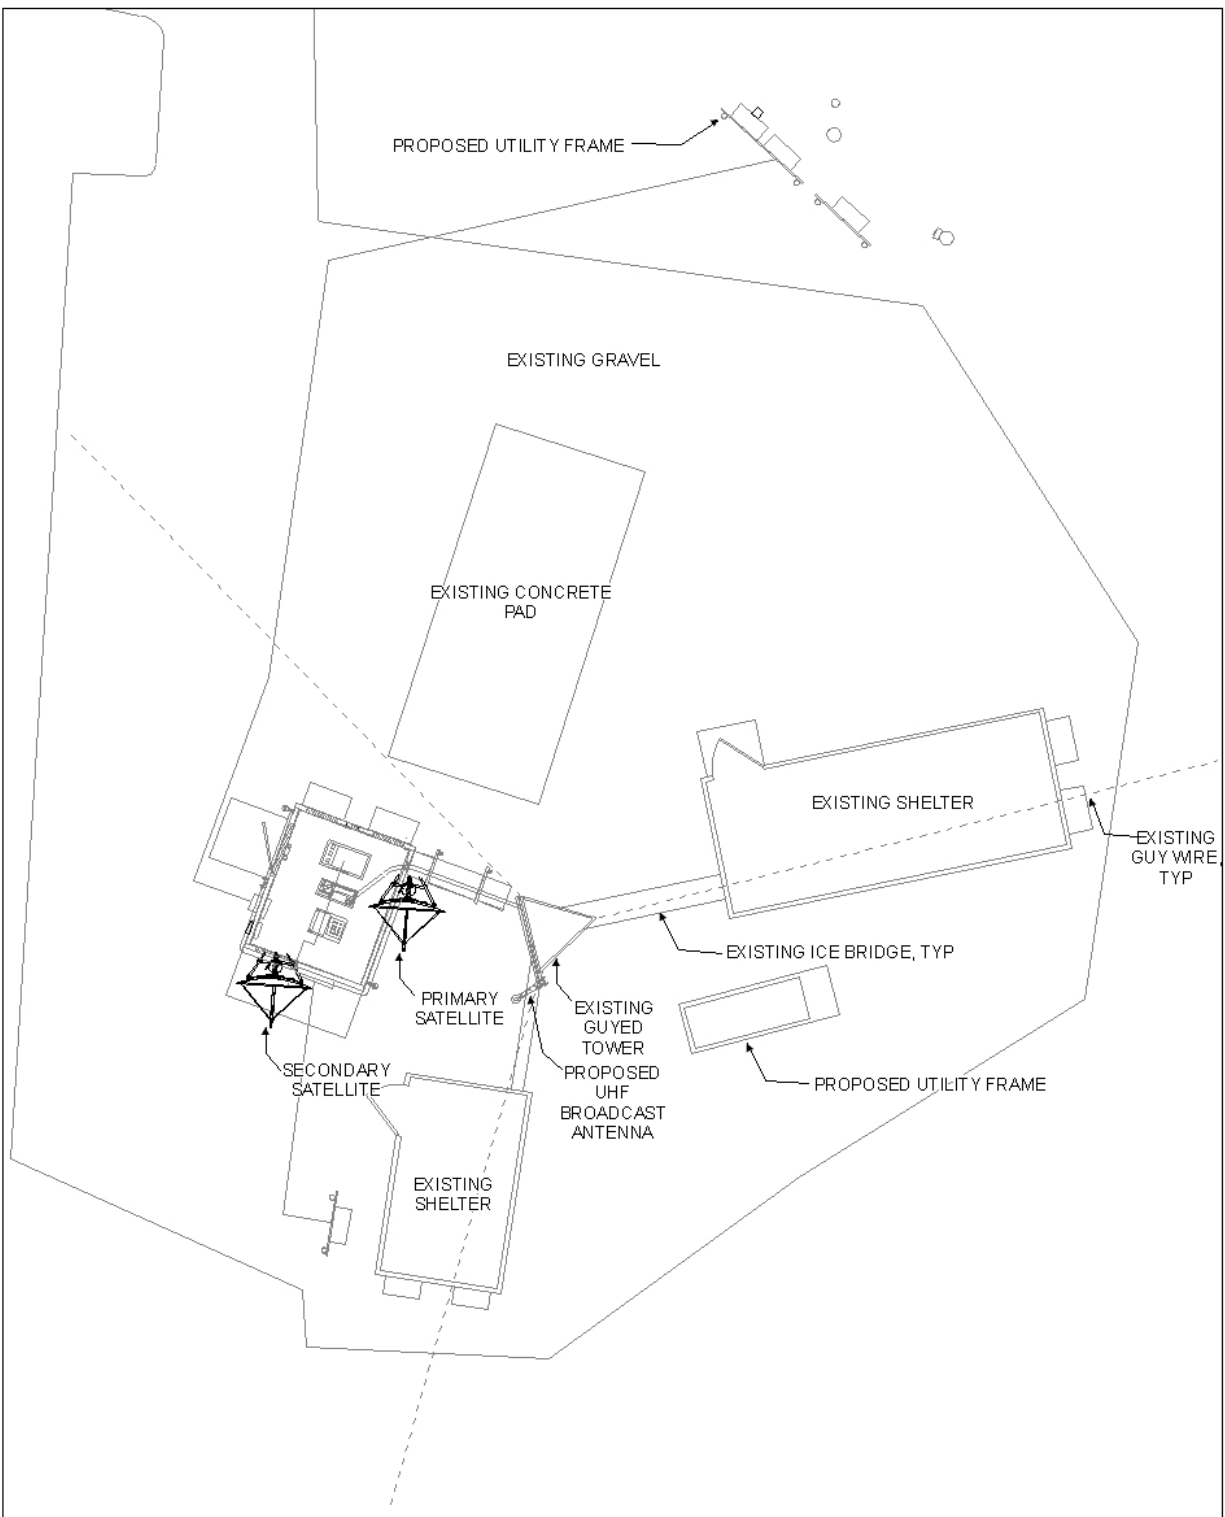 PROPOSED UTILITY FRAME
EXISTING GRAVEL
EXISTING CONCRETE
PAD
EXISTING SHELTER
EXISTING
GUY WIRE,
TYP
EXISTING ICE BRIDGE, TYP
PRIMARY
SATELLITE
EXISTING
GUYED
TOWER
SECONDARY
SATELLITE
PROPOSED
UHF
BROADCAST
ANTENNA
PROPOSED UTILITY FRAME
EXISTING
SHELTER